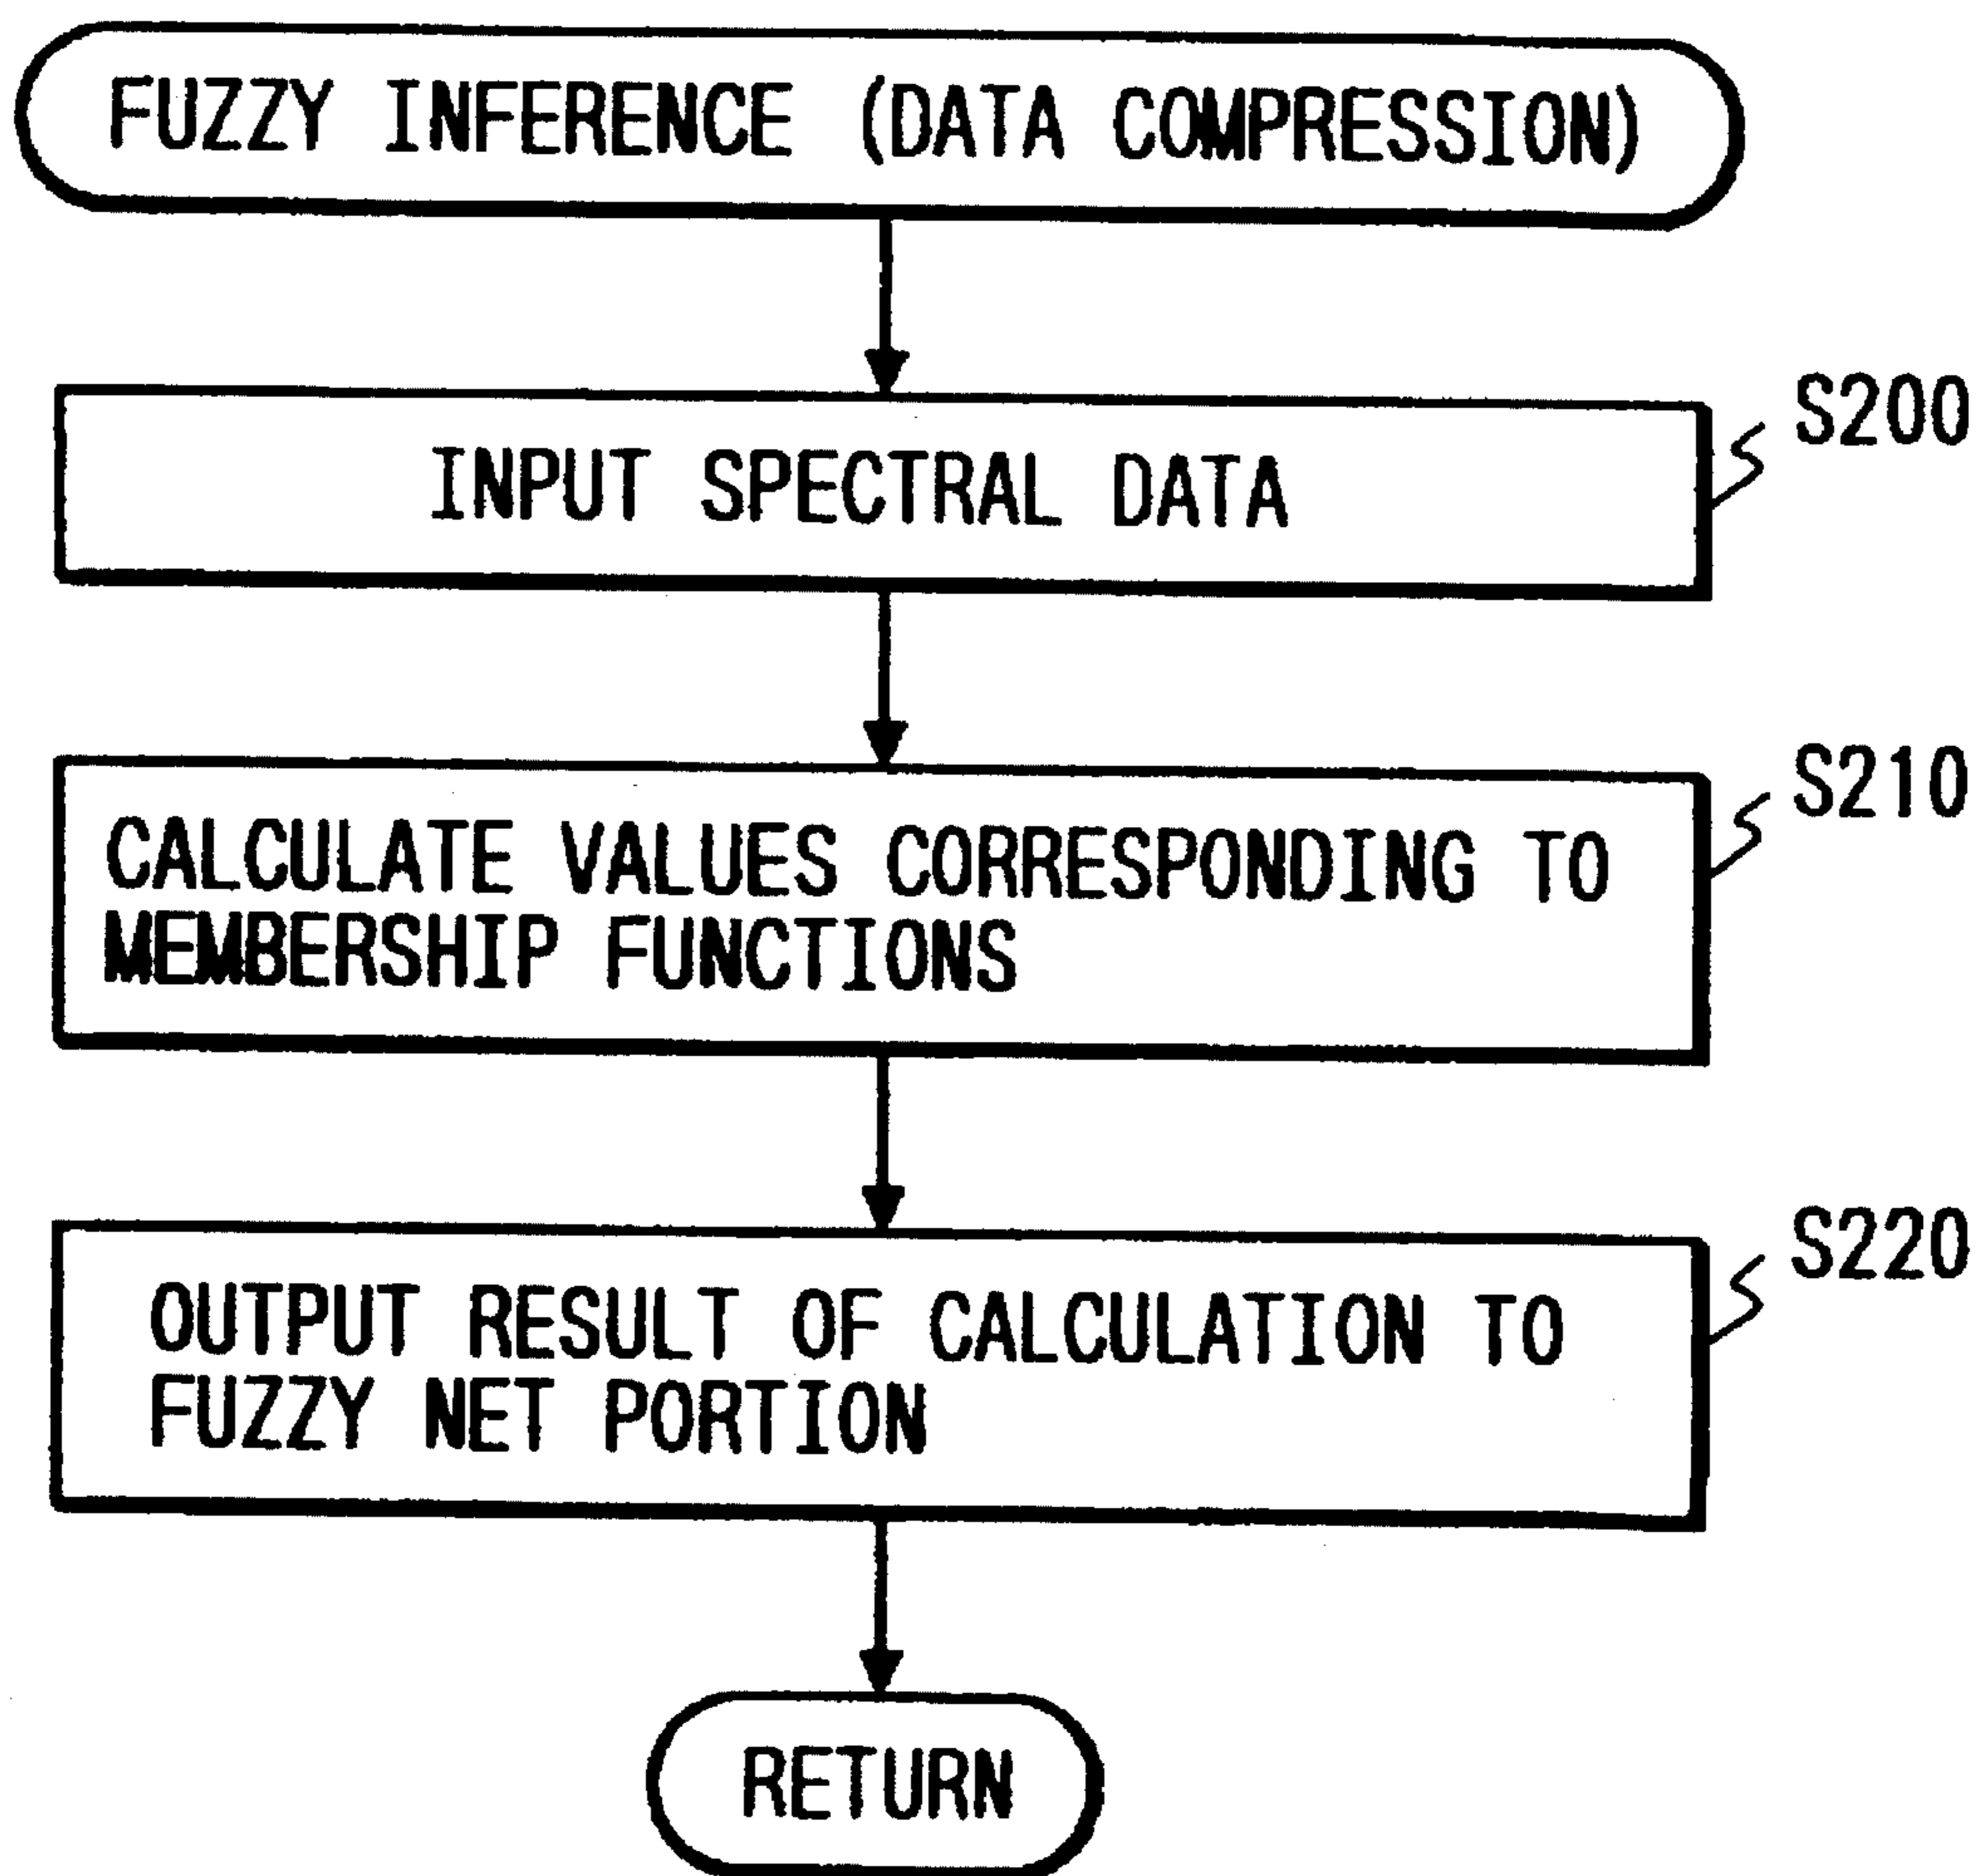 FUZZY INFERENCE (DATA COMPRESSION)
S200
INPUT SPECTRAL DATA
S210
CALCULATE VALUES CORRESPONDING TO
MEMBERSHIP FUNCTIONS
S220
OUTPUT RESULT OF CALCULATION TO
FUZZY NET PORTION
RETURN